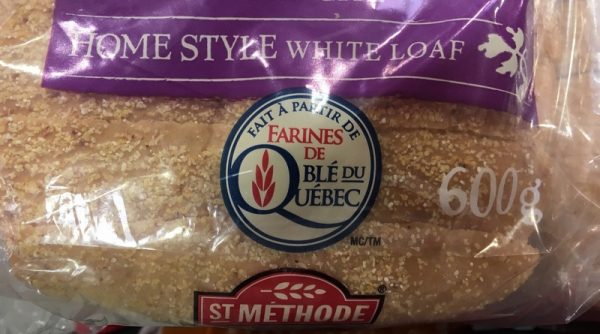 HOME STYLE WHITE LOAF
FAIT À PARTIR DE
FARINES
DE
BLÉ DU
QUÉBEC
600g
MC/TM
ST MÉTHODE®